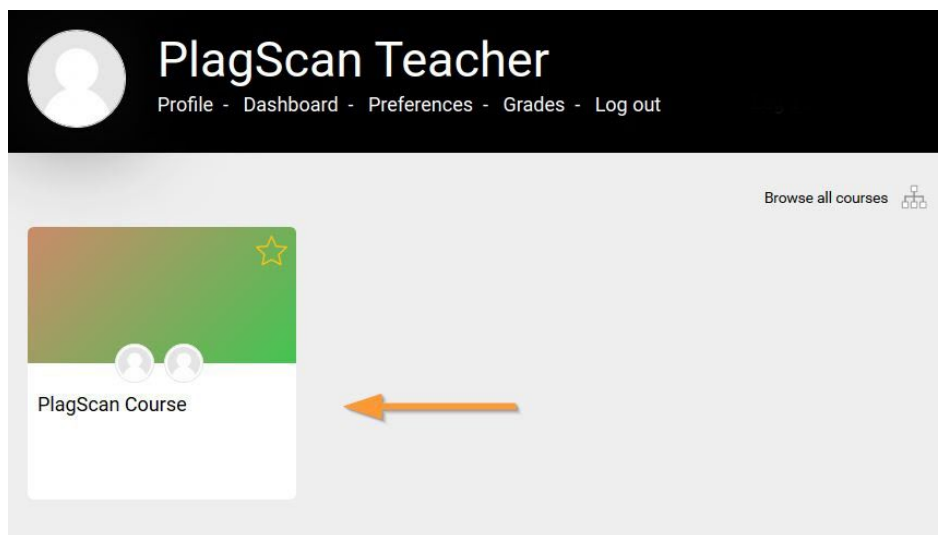 PlagScan Teacher
Profile - Dashboard - Preferences - Grades - Log out
Browse all courses
PlagScan Course